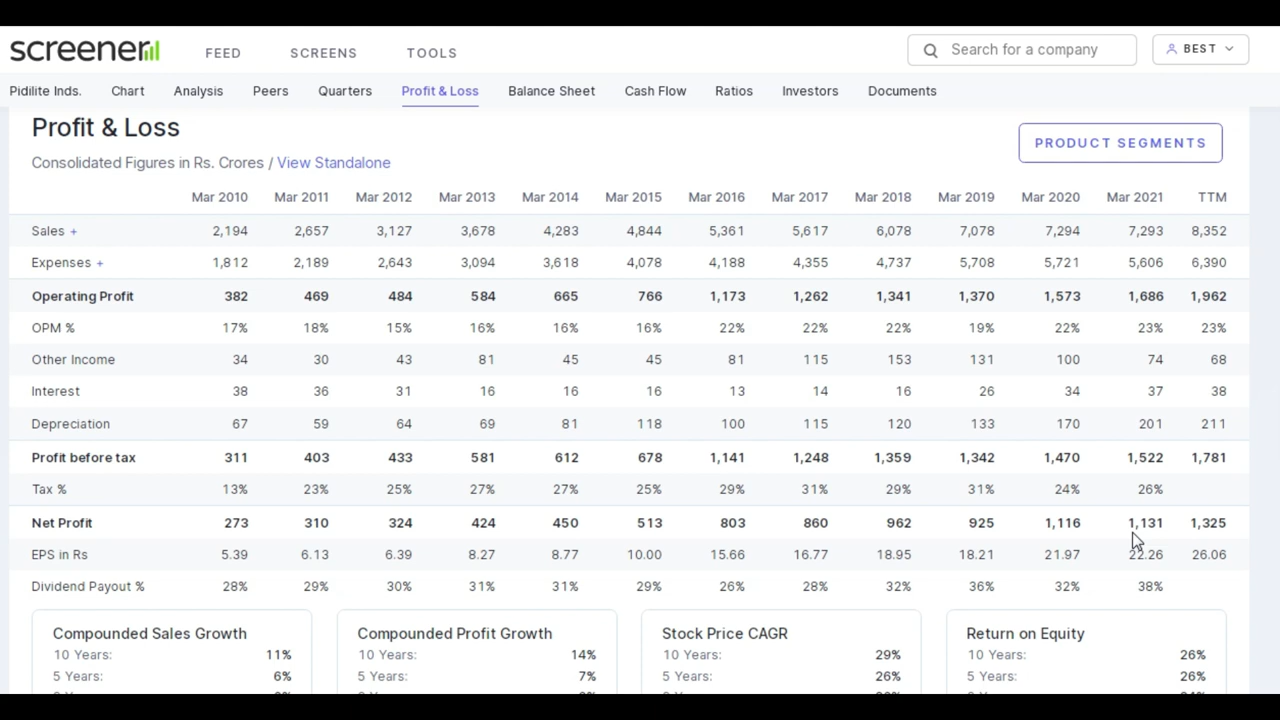 screener
FEED SCREENS TOOLS Search for a company BEST
Pidilite Inds. Chart Analysis Peers Quarters Profit & Loss Balance Sheet Cash Flow Ratios Investors Documents
Profit & Loss
Consolidated Figures in Rs. Crores / View Standalone
PRODUCT SEGMENTS
Mar 2010 Mar 2011 Mar 2012 Mar 2013 Mar 2014 Mar 2015 Mar 2016 Mar 2017 Mar 2018 Mar 2019 Mar 2020 Mar 2021 TTM
Sales + 2,194 2,657 3,127 3,678 4,283 4,844 5,361 5,617 6,078 7,078 7,294 7,293 8,352
Expenses + 1,812 2,189 2,643 3,094 3,618 4,078 4,188 4,355 4,737 5,708 5,721 5,606 6,390
Operating Profit 382 469 484 584 665 766 1,173 1,262 1,341 1,370 1,573 1,686 1,962
OPM % 17% 18% 15% 16% 16% 16% 22% 22% 22% 19% 22% 23% 23%
Other Income 34 30 43 81 45 45 81 115 153 131 100 74 68
Interest 38 36 31 16 16 16 13 14 16 26 34 37 38
Depreciation 67 59 64 69 81 118 100 115 120 133 170 201 211
Profit before tax 311 403 433 581 612 678 1,141 1,248 1,359 1,342 1,470 1,522 1,781
Tax % 13% 23% 25% 27% 27% 25% 29% 31% 29% 31% 24% 26%
Net Profit 273 310 324 424 450 513 803 860 962 925 1,116 1,131 1,325
EPS in Rs 5.39 6.13 6.39 8.27 8.77 10.00 15.66 16.77 18.95 18.21 21.97 22.26 26.06
Dividend Payout % 28% 29% 30% 31% 31% 29% 26% 28% 32% 36% 32% 38%
Compounded Sales Growth Compounded Profit Growth Stock Price CAGR Return on Equity
10 Years: 11% 10 Years: 14% 10 Years: 29% 10 Years: 26%
5 Years: 6% 5 Years: 7% 5 Years: 26% 5 Years: 26%